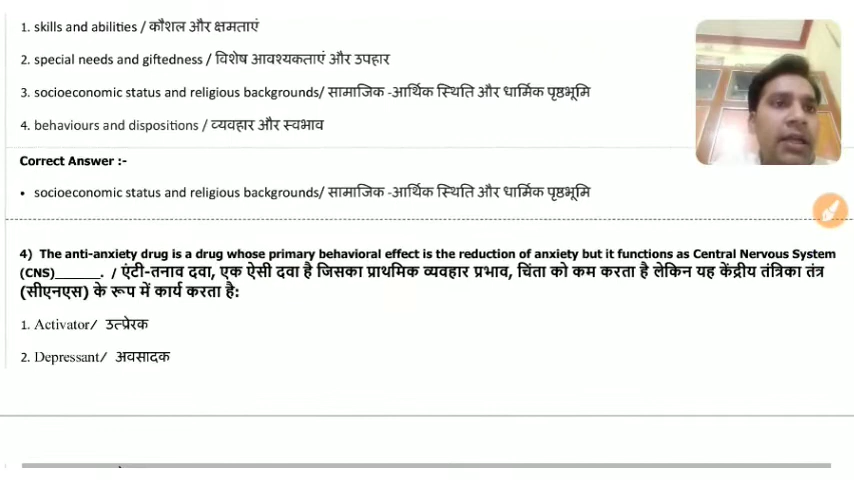 1. skills and abilities / कौशल और क्षमताएं
2. special needs and giftedness / विशेष आवश्यकताएं और उपहार
3. socioeconomic status and religious backgrounds/ सामाजिक -आर्थिक स्थिति और धार्मिक पृष्ठभूमि
4. behaviours and dispositions / व्यवहार और स्वभाव
Correct Answer :-
• socioeconomic status and religious backgrounds/ सामाजिक -आर्थिक स्थिति और धार्मिक पृष्ठभूमि
4) The anti-anxiety drug is a drug whose primary behavioral effect is the reduction of anxiety but it functions as Central Nervous System
(CNS)______. / एंटी-तनाव दवा, एक ऐसी दवा है जिसका प्राथमिक व्यवहार प्रभाव, चिंता को कम करता है लेकिन यह केंद्रीय तंत्रिका तंत्र
(सीएनएस) के रूप में कार्य करता है:
1. Activator/ उत्प्रेरक
2. Depressant/ अवसादक